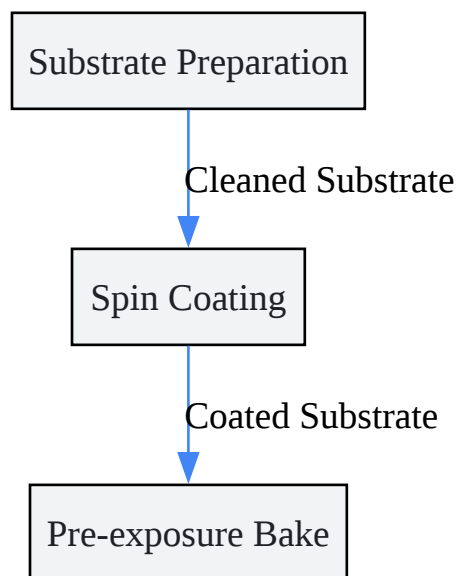 Substrate Preparation
Cleaned Substrate
Spin Coating
Coated Substrate
Pre-exposure Bake